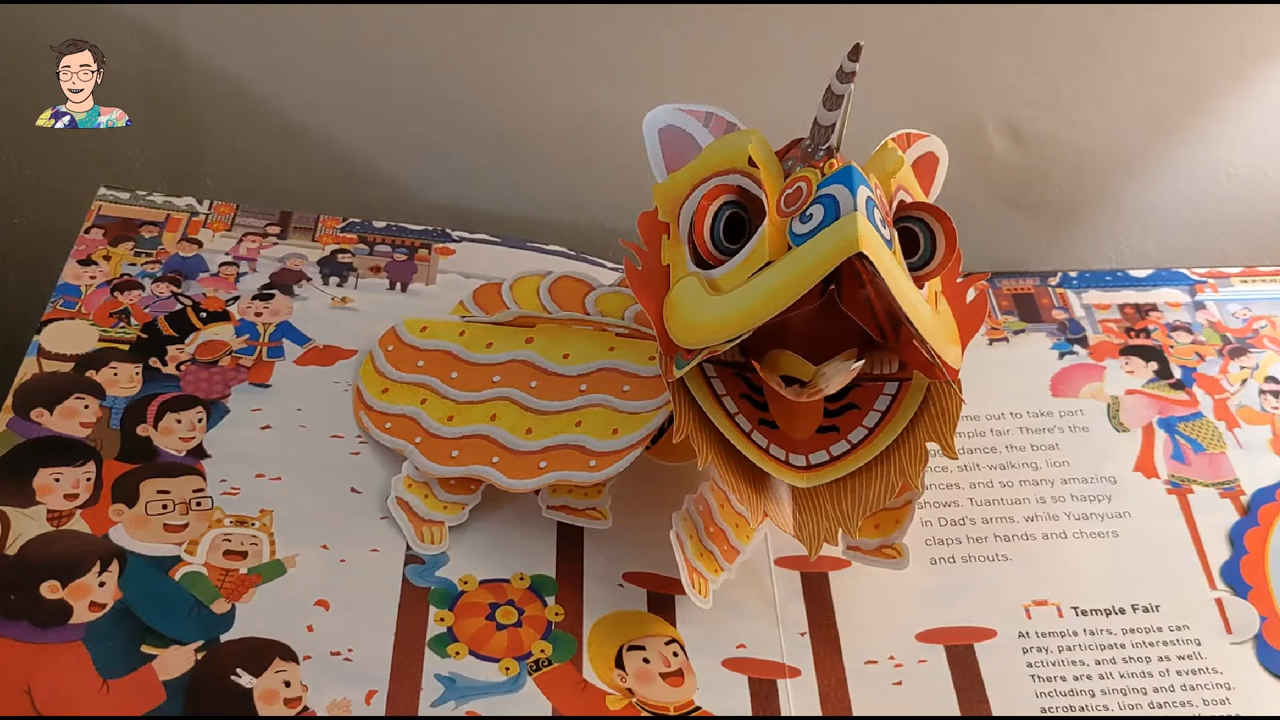 me out to take part
mple fair. There's the
dance, the boat
nce, stilt-walking, lion
nces, and so many amazing
shows. Tuantuan is so happy
in Dad's arms, while Yuanyuan
claps her hands and cheers
and shouts.
Temple Fair
At temple fairs, people can
pray, participate interesting
activities, and shop as well.
There are all kinds of events,
including singing and dancing,
acrobatics, lion dances, boat